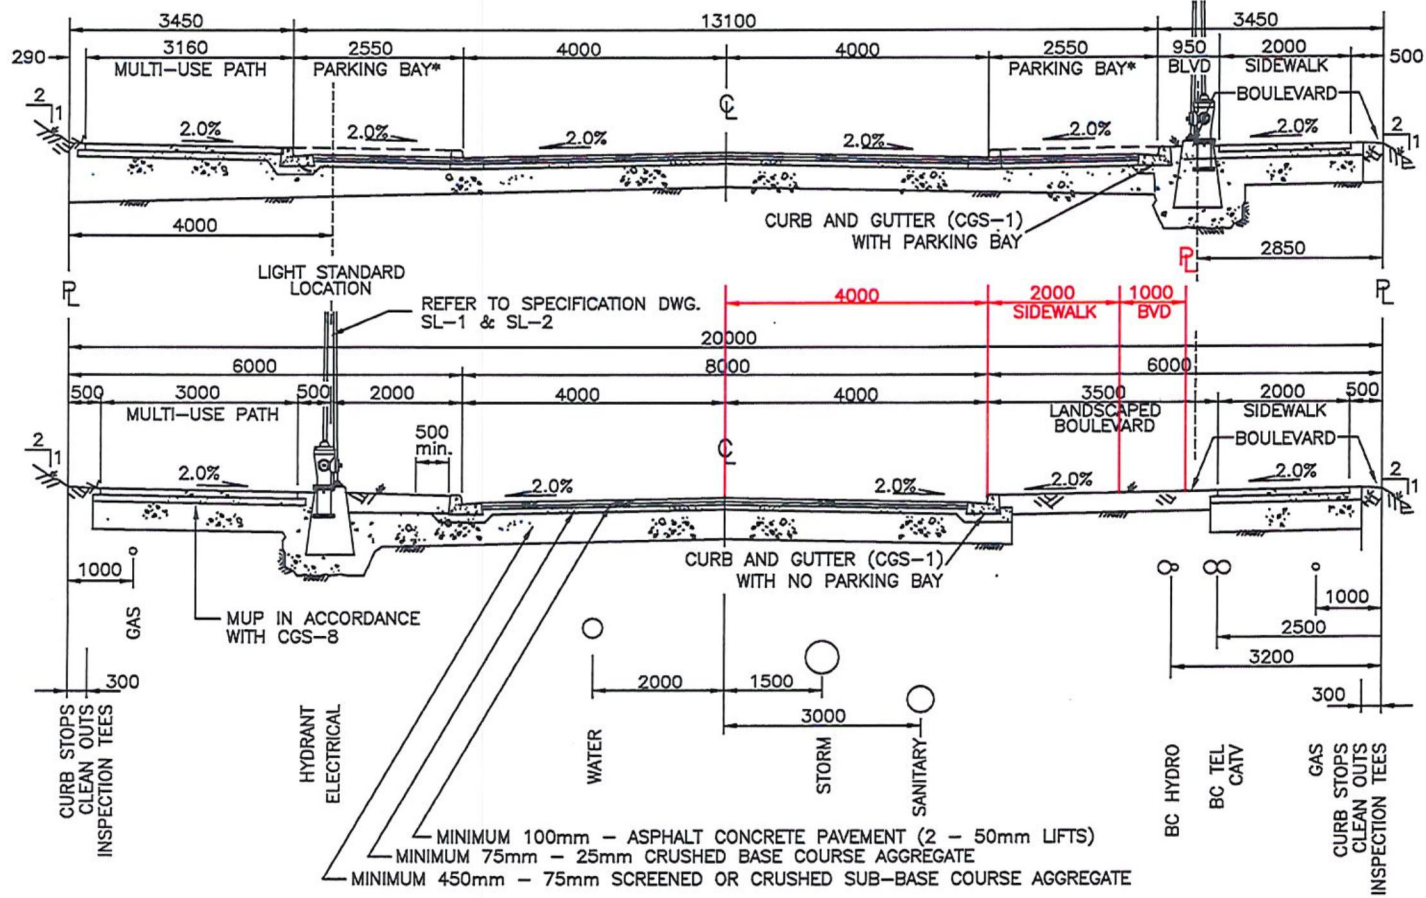 3450 13100 3450
290 3160 2550 4000 4000 2550 950 2000 500
MULTI-USE PATH PARKING BAY* PARKING BAY* BLVD SIDEWALK
BOULEVARD
2 1 ℄ 2 1
2.0% 2.0% 2.0% 2.0% 2.0% 2.0%
CURB AND GUTTER (CGS-1)
WITH PARKING BAY
4000 2850
LIGHT STANDARD
LOCATION
PL PL PL
REFER TO SPECIFICATION DWG.
SL-1 & SL-2
4000 2000 1000
SIDEWALK BVD
20000
6000 8000 6000
500 3000 500 2000 4000 4000 3500 2000 500
MULTI-USE PATH LANDSCAPED SIDEWALK
BOULEVARD
500
min.
BOULEVARD
2 1 ℄ 2 1
2.0% 2.0% 2.0% 2.0% 2.0%
CURB AND GUTTER (CGS-1)
WITH NO PARKING BAY
1000 1000
GAS
MUP IN ACCORDANCE
WITH CGS-8
2500
3200
300 2000 1500 300
3000
CURB STOPS
CLEAN OUTS
INSPECTION TEES
HYDRANT
ELECTRICAL
WATER
STORM
SANITARY
BC HYDRO
BC TEL
CATV
GAS
CURB STOPS
CLEAN OUTS
INSPECTION TEES
MINIMUM 100mm - ASPHALT CONCRETE PAVEMENT (2 - 50mm LIFTS)
MINIMUM 75mm - 25mm CRUSHED BASE COURSE AGGREGATE
MINIMUM 450mm - 75mm SCREENED OR CRUSHED SUB-BASE COURSE AGGREGATE